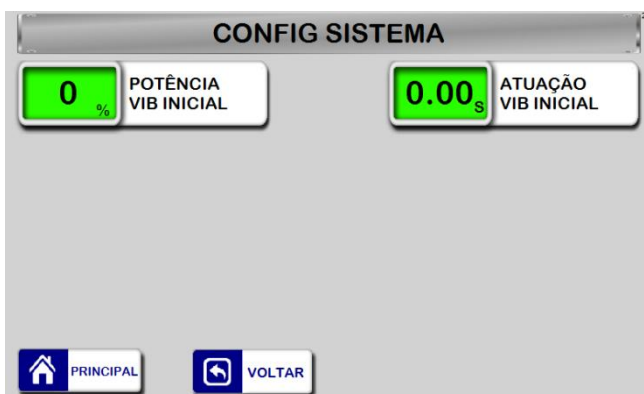 CONFIG SISTEMA
0 %
POTÊNCIA
VIB INICIAL
0.00 S
ATUAÇÃO
VIB INICIAL
PRINCIPAL
VOLTAR